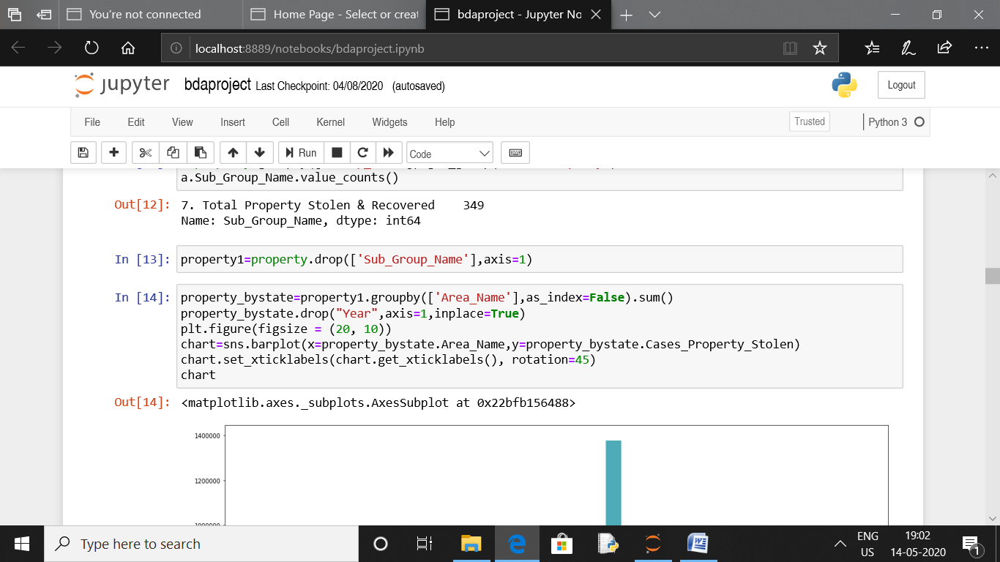 You're not connected
Home Page - Select or creat
bdaproject - Jupyter No
localhost:8889/notebooks/bdaproject.ipynb
jupyter bdaproject Last Checkpoint: 04/08/2020 (autosaved)
Logout
File Edit View Insert Cell Kernel Widgets Help
Trusted
Python 3
Run
Code
a.Sub_Group_Name.value_counts()
Out[12]: 7. Total Property Stolen & Recovered    349
Name: Sub_Group_Name, dtype: int64
In [13]: property1=property.drop(['Sub_Group_Name'],axis=1)
In [14]: property_bystate=property1.groupby(['Area_Name'],as_index=False).sum()
property_bystate.drop("Year",axis=1,inplace=True)
plt.figure(figsize = (20, 10))
chart=sns.barplot(x=property_bystate.Area_Name,y=property_bystate.Cases_Property_Stolen)
chart.set_xticklabels(chart.get_xticklabels(), rotation=45)
chart
Out[14]: <matplotlib.axes._subplots.AxesSubplot at 0x22bfb156488>
1400000
1200000
1000000
Type here to search
ENG
US
19:02
14-05-2020
1